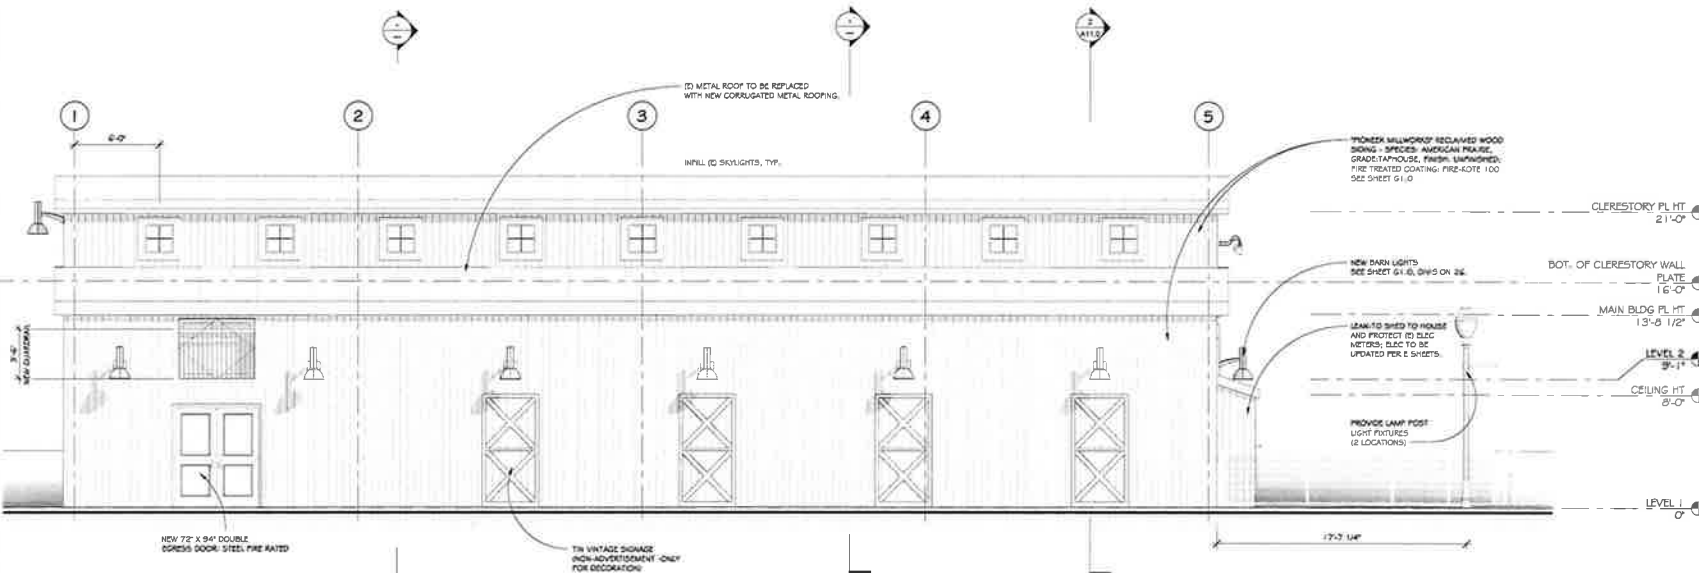 2
A11.0
1
2
3
4
5
6'-0"
(E) METAL ROOF TO BE REPLACED
WITH NEW CORRUGATED METAL ROOFING.
INFILL (E) SKYLIGHTS, TYP.
"PIONEER MILLWORKS" RECLAIMED WOOD
SIDING - SPECIES: AMERICAN PRAIRIE,
GRADE:TAPHOUSE, FINISH: UNFINISHED;
FIRE TREATED COATING: FIRE-KOTE 100
SEE SHEET G1.0
CLERESTORY PL HT
21'-0"
NEW BARN LIGHTS
SEE SHEET G1.0, ON 26.
BOT. OF CLERESTORY WALL
PLATE
16'-0"
MAIN BLDG PL HT
13'-8 1/2"
LEAN-TO SHED TO HOUSE
AND PROTECT (E) ELEC
METERS; ELEC TO BE
UPDATED PER E SHEETS.
LEVEL 2
9'-1"
3'-6"
NEW GUARDRAIL
CEILING HT
8'-0"
PROVIDE LAMP POST
LIGHT FIXTURES
(2 LOCATIONS)
LEVEL 1
0"
NEW 72" X 94" DOUBLE
EGRESS DOOR: STEEL FIRE RATED
TIN VINTAGE SIGNAGE
(NON-ADVERTISEMENT -ONLY
FOR DECORATION)
17'-7 1/4"